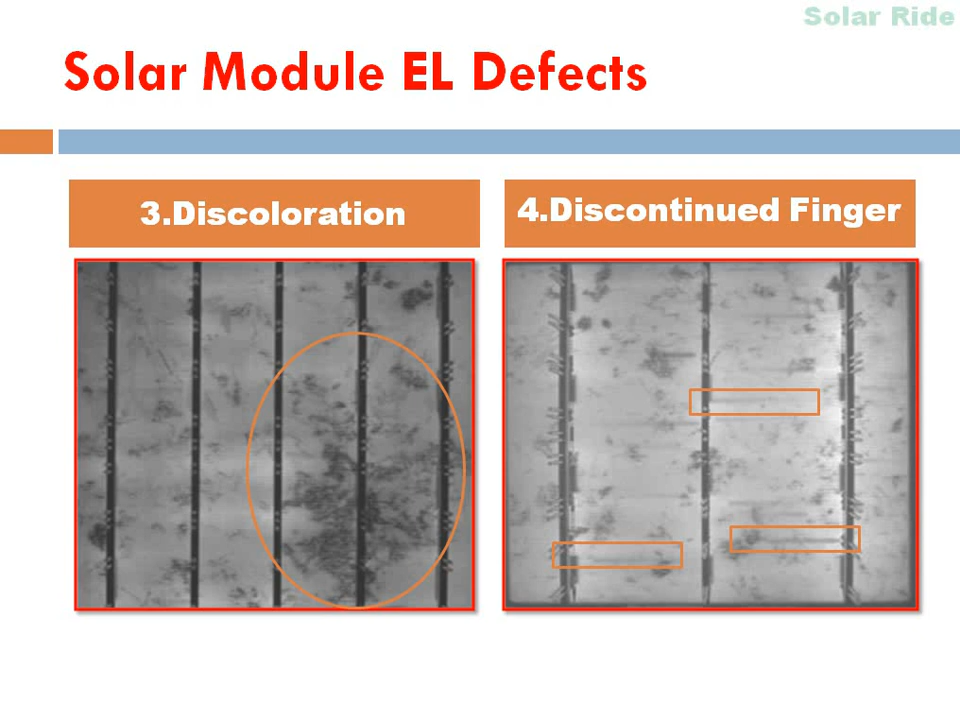 Solar Ride
Solar Module EL Defects
3.Discoloration
4.Discontinued Finger